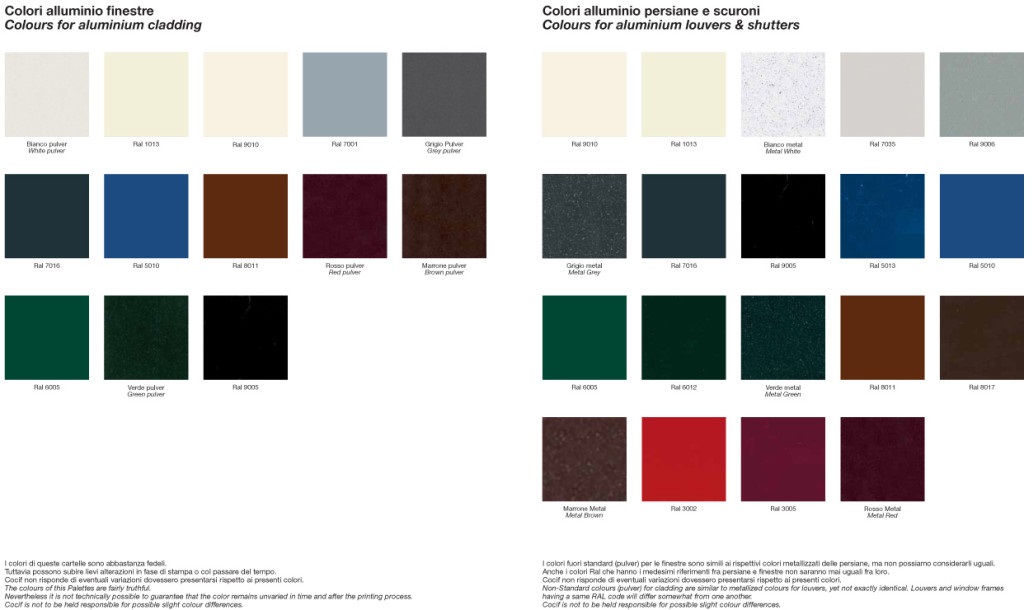 Colori alluminio finestre
Colours for aluminium cladding
Bianco pulver
White pulver
Ral 1013
Ral 9010
Ral 7001
Grigio Pulver
Grey pulver
Ral 7016
Ral 5010
Ral 8011
Rosso pulver
Red pulver
Marrone pulver
Brown pulver
Ral 6005
Verde pulver
Green pulver
Ral 9005
I colori di queste cartelle sono abbastanza fedeli.
Tuttavia possono subire lievi alterazioni in fase di stampa o col passare del tempo.
Cocif non risponde di eventuali variazioni dovessero presentarsi rispetto ai presenti colori.
The colours of this Palettes are fairly truthful.
Nevertheless it is not technically possible to guarantee that the color remains unvaried in time and after the printing process.
Cocif is not to be held responsible for possible slight colour differences.
Colori alluminio persiane e scuroni
Colours for aluminium louvers & shutters
Ral 9010
Ral 1013
Bianco metal
Metal White
Ral 7035
Ral 9006
Grigio metal
Metal Grey
Ral 7016
Ral 9005
Ral 5013
Ral 5010
Ral 6005
Ral 6012
Verde metal
Metal Green
Ral 8011
Ral 8017
Marrone Metal
Metal Brown
Ral 3002
Ral 3005
Rosso Metal
Metal Red
I colori fuori standard (pulver) per le finestre sono simili ai rispettivi colori metallizzati delle persiane, ma non possiamo considerarli uguali.
Anche i colori Ral che hanno i medesimi riferimenti fra persiane e finestre non saranno mai uguali fra loro.
Cocif non risponde di eventuali variazioni dovessero presentarsi rispetto ai presenti colori.
Non-Standard colours (pulver) for cladding are similar to metalized colours for louvers, yet not exactly identical. Louvers and window frames
having a same RAL code will differ somewhat from one another.
Cocif is not to be held responsible for possible slight colour differences.